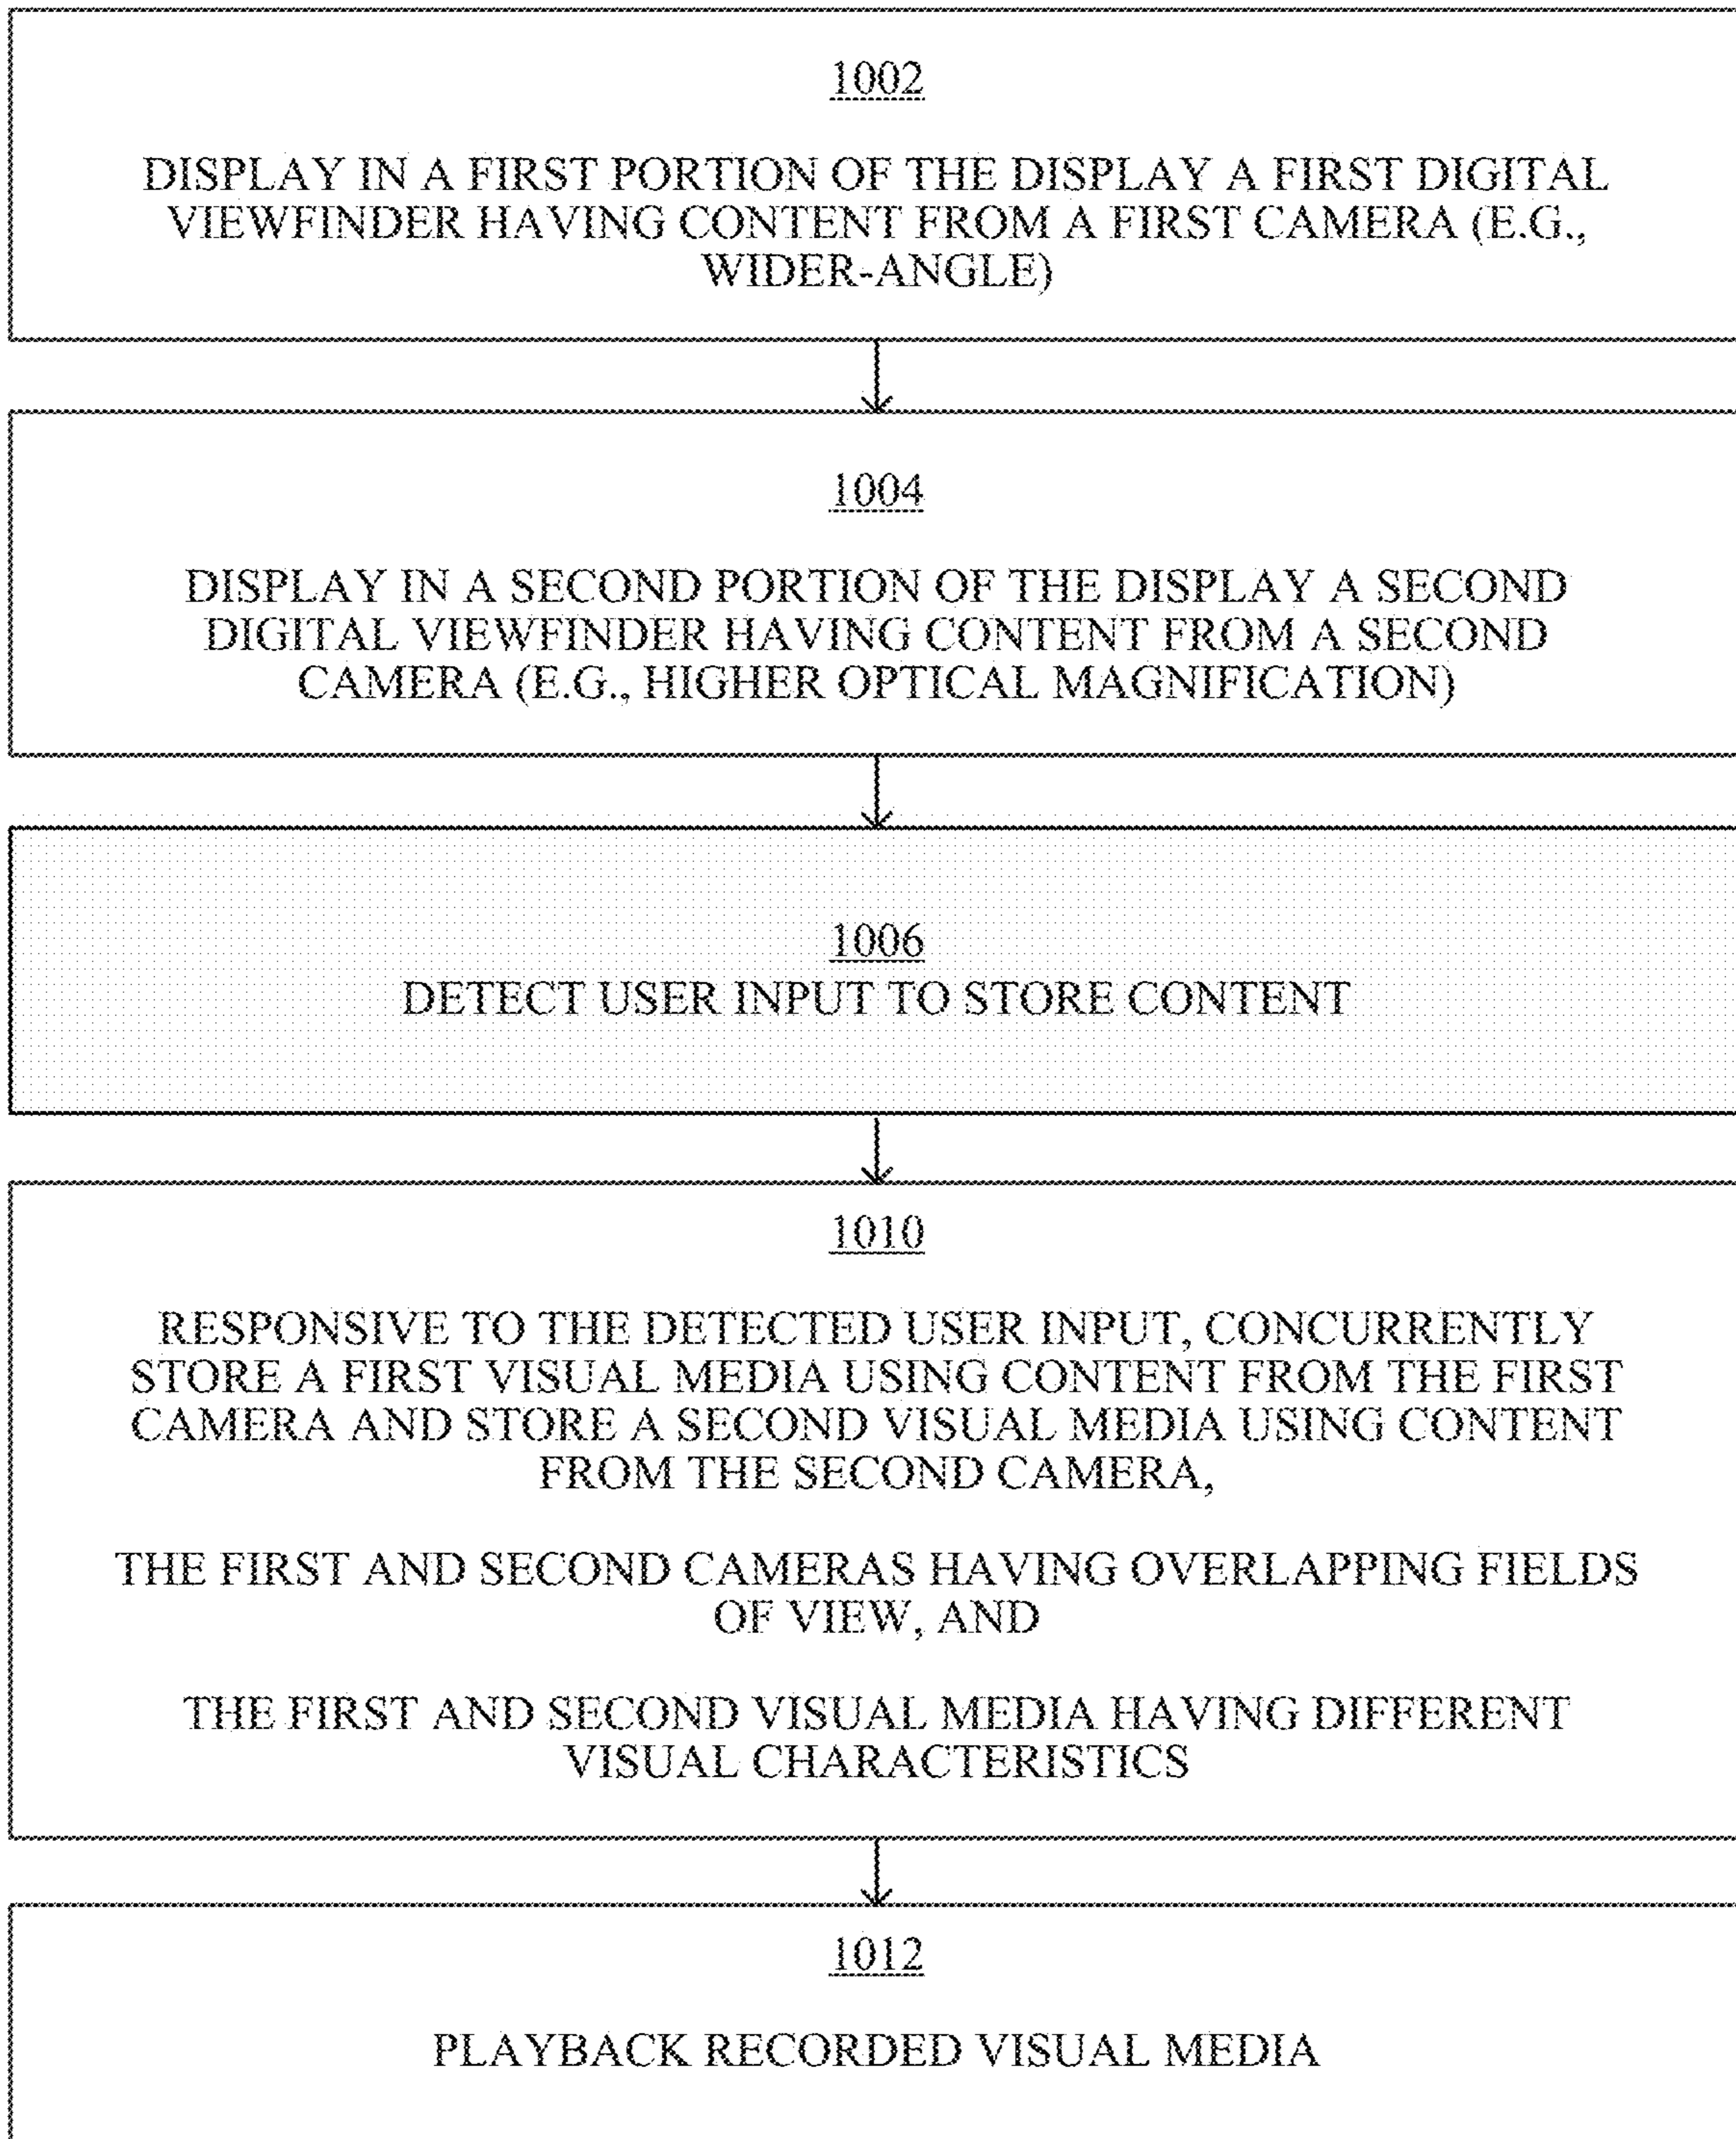 1002
DISPLAY IN A FIRST PORTION OF THE DISPLAY A FIRST DIGITAL
VIEWFINDER HAVING CONTENT FROM A FIRST CAMERA (E.G.,
WIDER-ANGLE)
1004
DISPLAY IN A SECOND PORTION OF THE DISPLAY A SECOND
DIGITAL VIEWFINDER HAVING CONTENT FROM A SECOND
CAMERA (E.G., HIGHER OPTICAL MAGNIFICATION)
1006
DETECT USER INPUT TO STORE CONTENT
1010
RESPONSIVE TO THE DETECTED USER INPUT, CONCURRENTLY
STORE A FIRST VISUAL MEDIA USING CONTENT FROM THE FIRST
CAMERA AND STORE A SECOND VISUAL MEDIA USING CONTENT
FROM THE SECOND CAMERA,
THE FIRST AND SECOND CAMERAS HAVING OVERLAPPING FIELDS
OF VIEW, AND
THE FIRST AND SECOND VISUAL MEDIA HAVING DIFFERENT
VISUAL CHARACTERISTICS
1012
PLAYBACK RECORDED VISUAL MEDIA